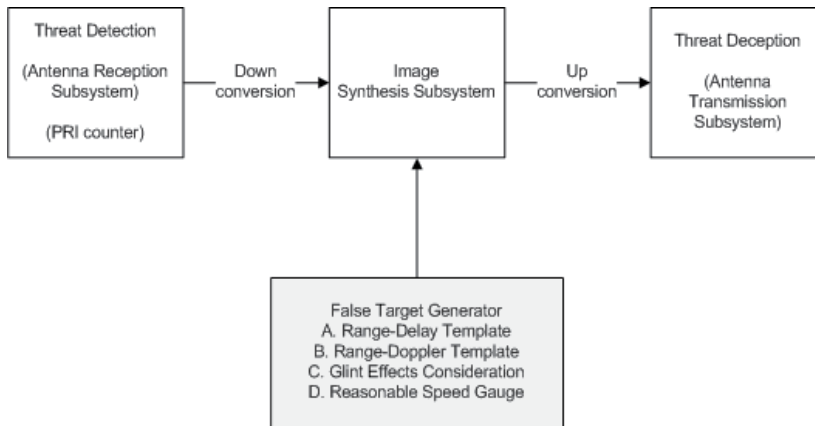 Threat Detection
(Antenna Reception
Subsystem)
(PRI counter)
Down
conversion
Image
Synthesis Subsystem
Up
conversion
Threat Deception
(Antenna
Transmission
Subsystem)
False Target Generator
A. Range-Delay Template
B. Range-Doppler Template
C. Glint Effects Consideration
D. Reasonable Speed Gauge